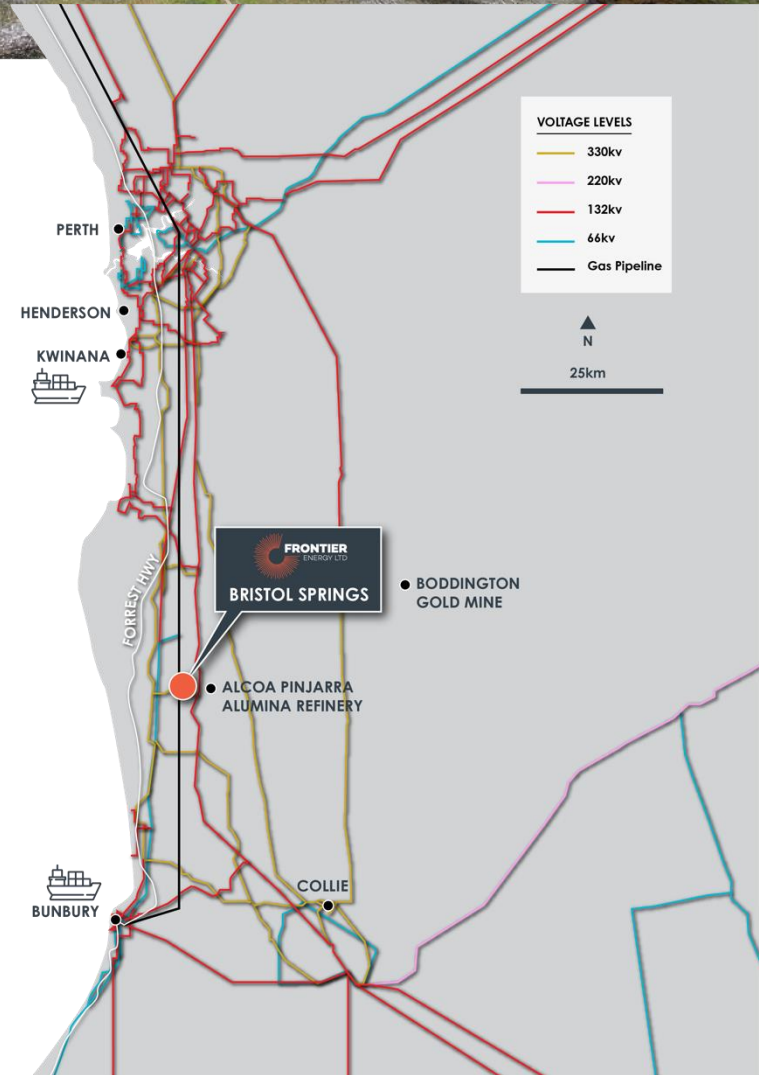 VOLTAGE LEVELS
330kv
220kv
132kv
66kv
Gas Pipeline
N
25km
PERTH
HENDERSON
KWINANA
FORREST HWY
FRONTIER
ENERGY LTD
BRISTOL SPRINGS
BODDINGTON
GOLD MINE
ALCOA PINJARRA
ALUMINA REFINERY
COLLIE
BUNBURY